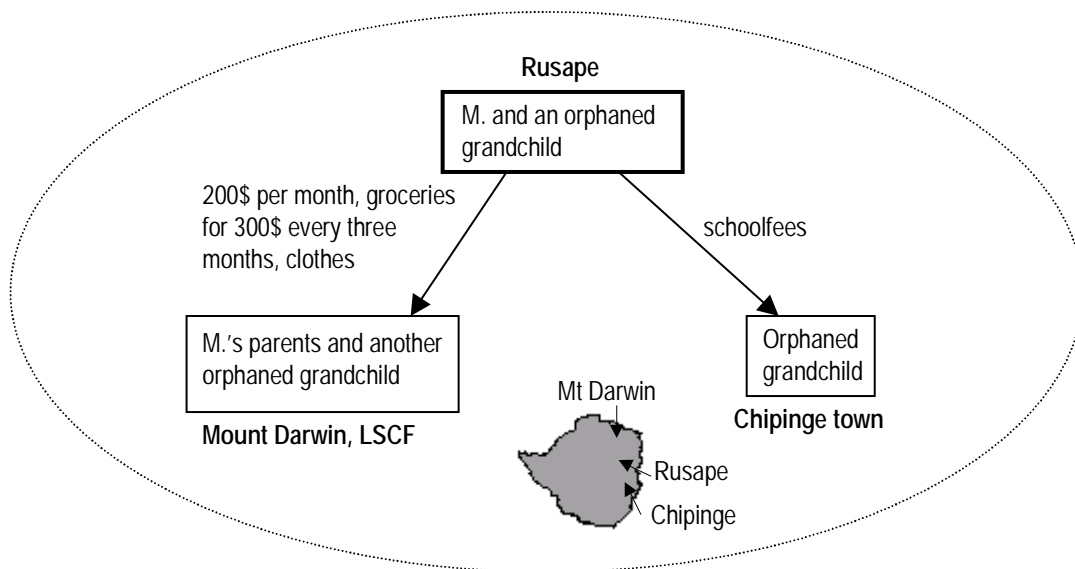 Rusape
M. and an orphaned
grandchild
200$ per month, groceries
for 300$ every three
months, clothes
schoolfees
M.'s parents and another
orphaned grandchild
Mount Darwin, LSCF
Orphaned
grandchild
Chipinge town
Mt Darwin
Rusape
Chipinge